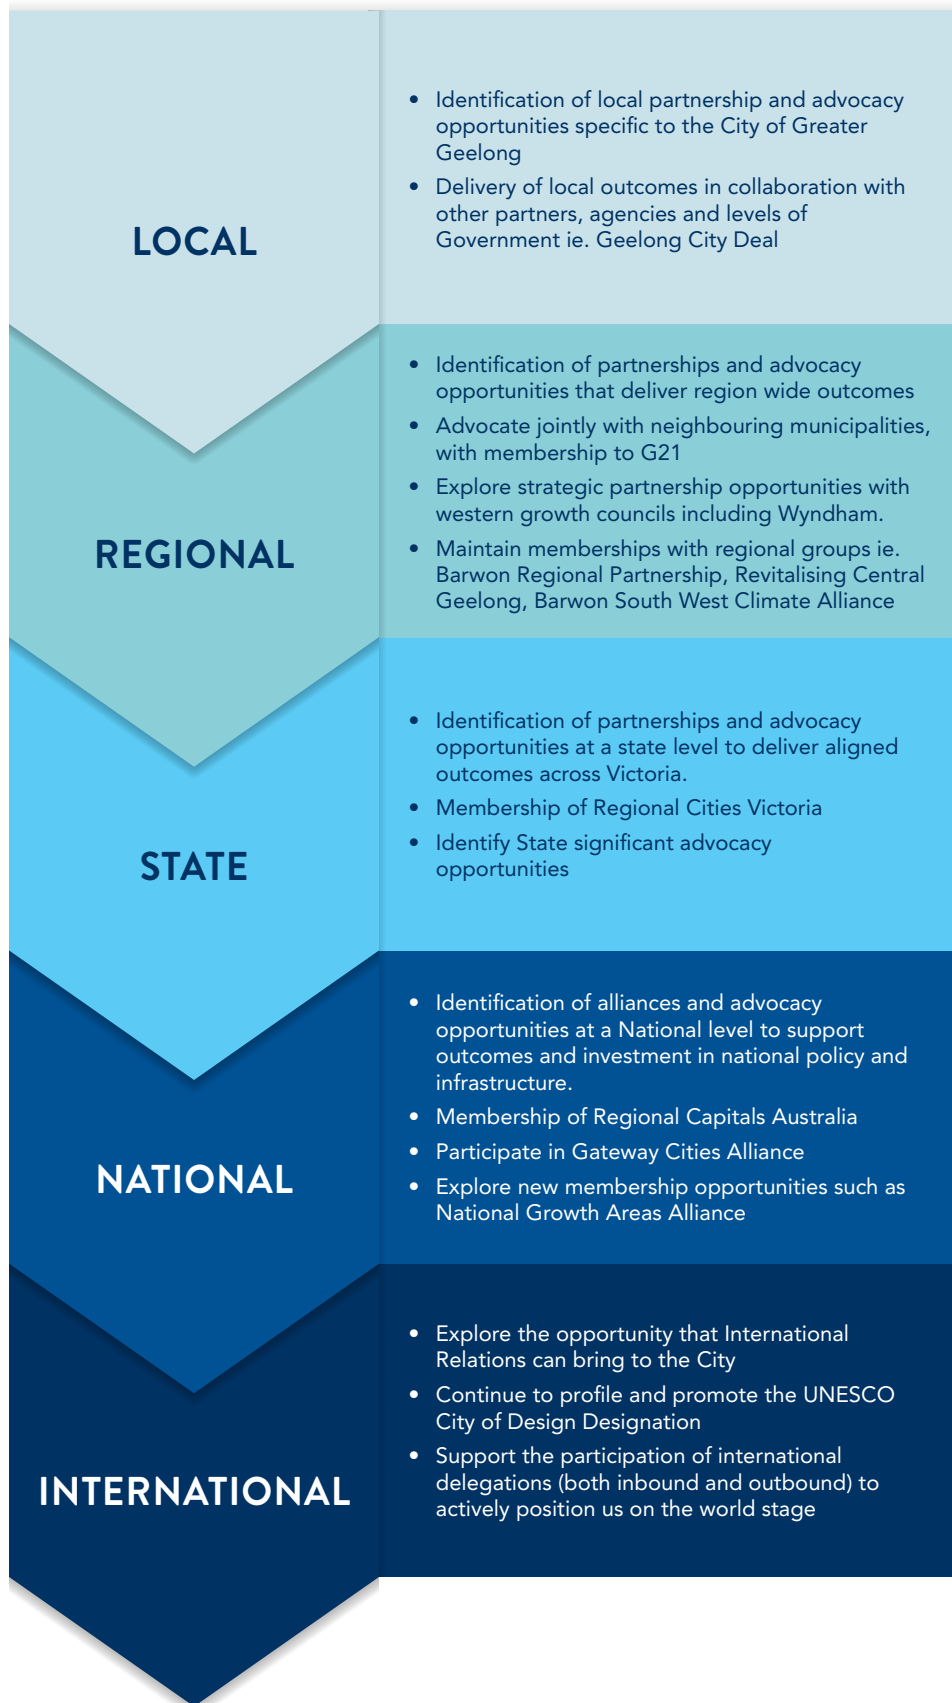 LOCAL
• Identification of local partnership and advocacy
opportunities specific to the City of Greater
Geelong
• Delivery of local outcomes in collaboration with
other partners, agencies and levels of
Government ie. Geelong City Deal
REGIONAL
• Identification of partnerships and advocacy
opportunities that deliver region wide outcomes
• Advocate jointly with neighbouring municipalities,
with membership to G21
• Explore strategic partnership opportunities with
western growth councils including Wyndham.
• Maintain memberships with regional groups ie.
Barwon Regional Partnership, Revitalising Central
Geelong, Barwon South West Climate Alliance
STATE
• Identification of partnerships and advocacy
opportunities at a state level to deliver aligned
outcomes across Victoria.
• Membership of Regional Cities Victoria
• Identify State significant advocacy
opportunities
NATIONAL
• Identification of alliances and advocacy
opportunities at a National level to support
outcomes and investment in national policy and
infrastructure.
• Membership of Regional Capitals Australia
• Participate in Gateway Cities Alliance
• Explore new membership opportunities such as
National Growth Areas Alliance
INTERNATIONAL
• Explore the opportunity that International
Relations can bring to the City
• Continue to profile and promote the UNESCO
City of Design Designation
• Support the participation of international
delegations (both inbound and outbound) to
actively position us on the world stage